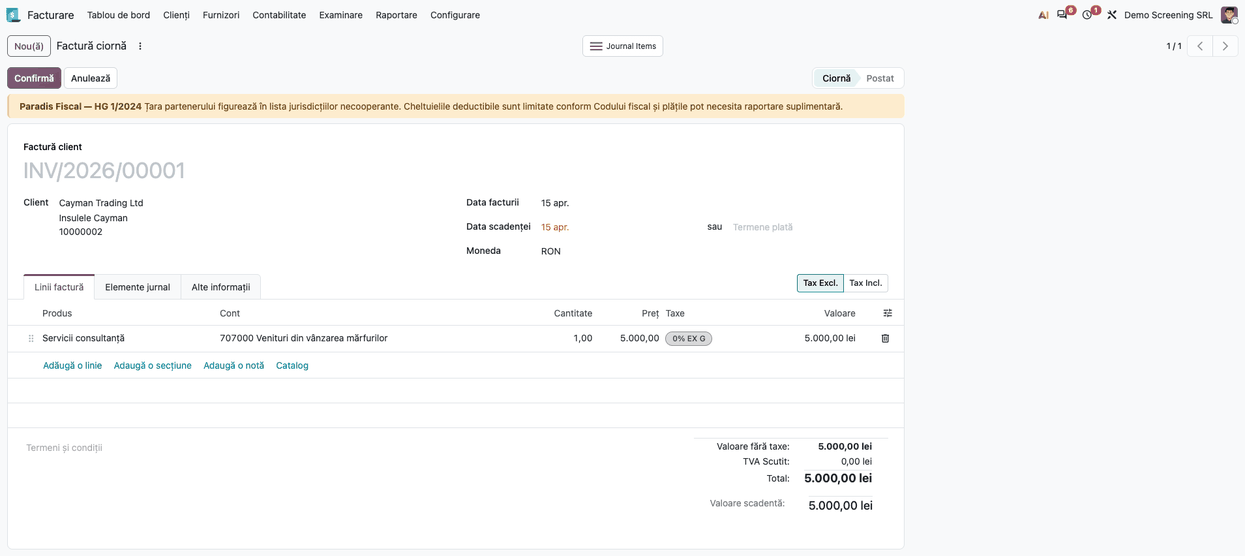 Facturare Tablou de bord Clienți Furnizori Contabilitate Examinare Raportare Configurare AI 6 1 Demo Screening SRL
Nou(ă) Factură ciornă Journal Items 1 / 1
Confirmă Anulează Ciornă Postat
Paradis Fiscal — HG 1/2024 Țara partenerului figurează în lista jurisdicțiilor necooperante. Cheltuielile deductibile sunt limitate conform Codului fiscal și plățile pot necesita raportare suplimentară.
Factură client
INV/2026/00001
Client Cayman Trading Ltd Data facturii 15 apr.
Insulele Cayman
10000002
Data scadenței 15 apr. sau Termene plată
Moneda RON
Linii factură Elemente jurnal Alte informații Tax Excl. Tax Incl.
Produs Cont Cantitate Preț Taxe Valoare
Servicii consultanță 707000 Venituri din vânzarea mărfurilor 1,00 5.000,00 0% EX G 5.000,00 lei
Adăugă o linie Adaugă o secțiune Adaugă o notă Catalog
Termeni și condiții
Valoare fără taxe: 5.000,00 lei
TVA Scutit: 0,00 lei
Total: 5.000,00 lei
Valoare scadentă: 5.000,00 lei